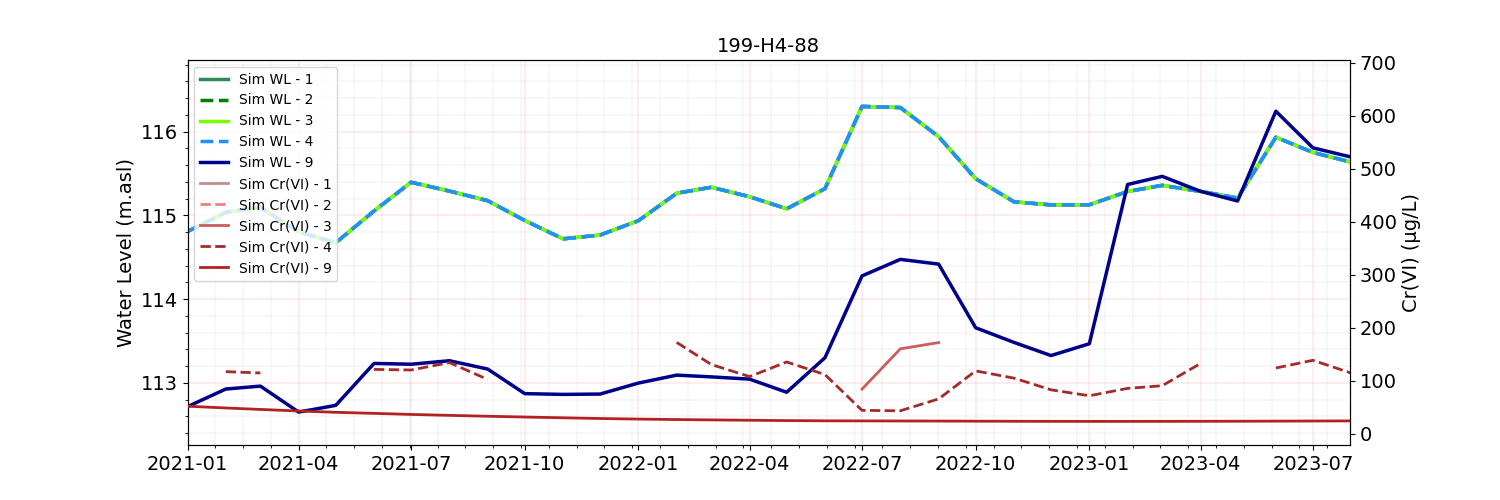 199-H4-88
Sim WL - 1
Sim WL - 2
Sim WL - 3
Sim WL - 4
Sim WL - 9
Sim Cr(VI) - 1
Sim Cr(VI) - 2
Sim Cr(VI) - 3
Sim Cr(VI) - 4
Sim Cr(VI) - 9
Water Level (m.asl)
116
115
114
113
700
600
500
400
300
200
100
0
Cr(VI) (µg/L)
2021-01 2021-04 2021-07 2021-10 2022-01 2022-04 2022-07 2022-10 2023-01 2023-04 2023-07